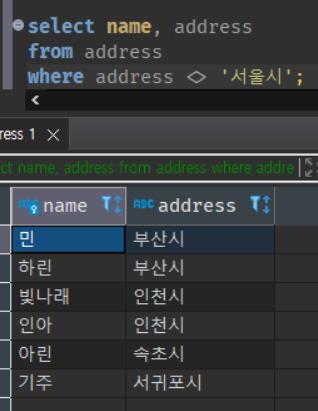 select name, address
from address
where address <> '서울시';
ress 1
ct name, address from address where addre
ABC name ABC address
민 부산시
하린 부산시
빛나래 인천시
인아 인천시
아린 속초시
기주 서귀포시